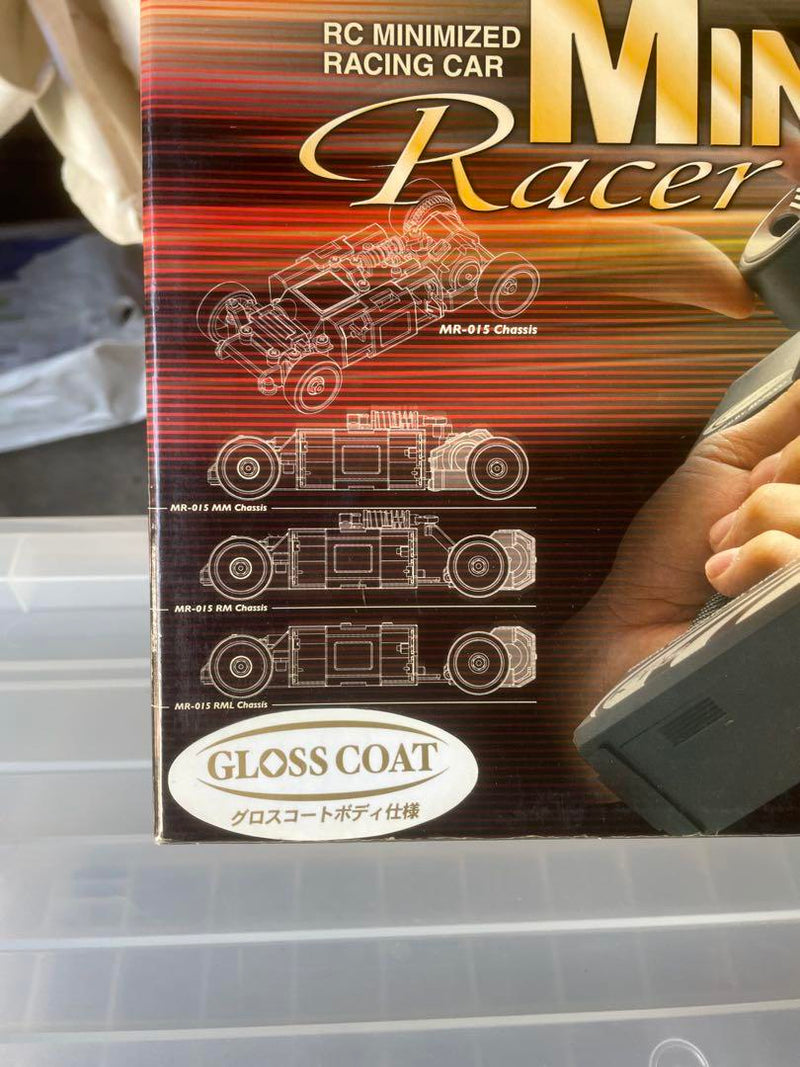 RC MINIMIZED
RACING CAR
MIN
Racer
MR-015 Chassis
MR-015 MM Chassis
MR-015 RM Chassis
MR-015 RML Chassis
GLOSS COAT
グロスコートボディ仕様